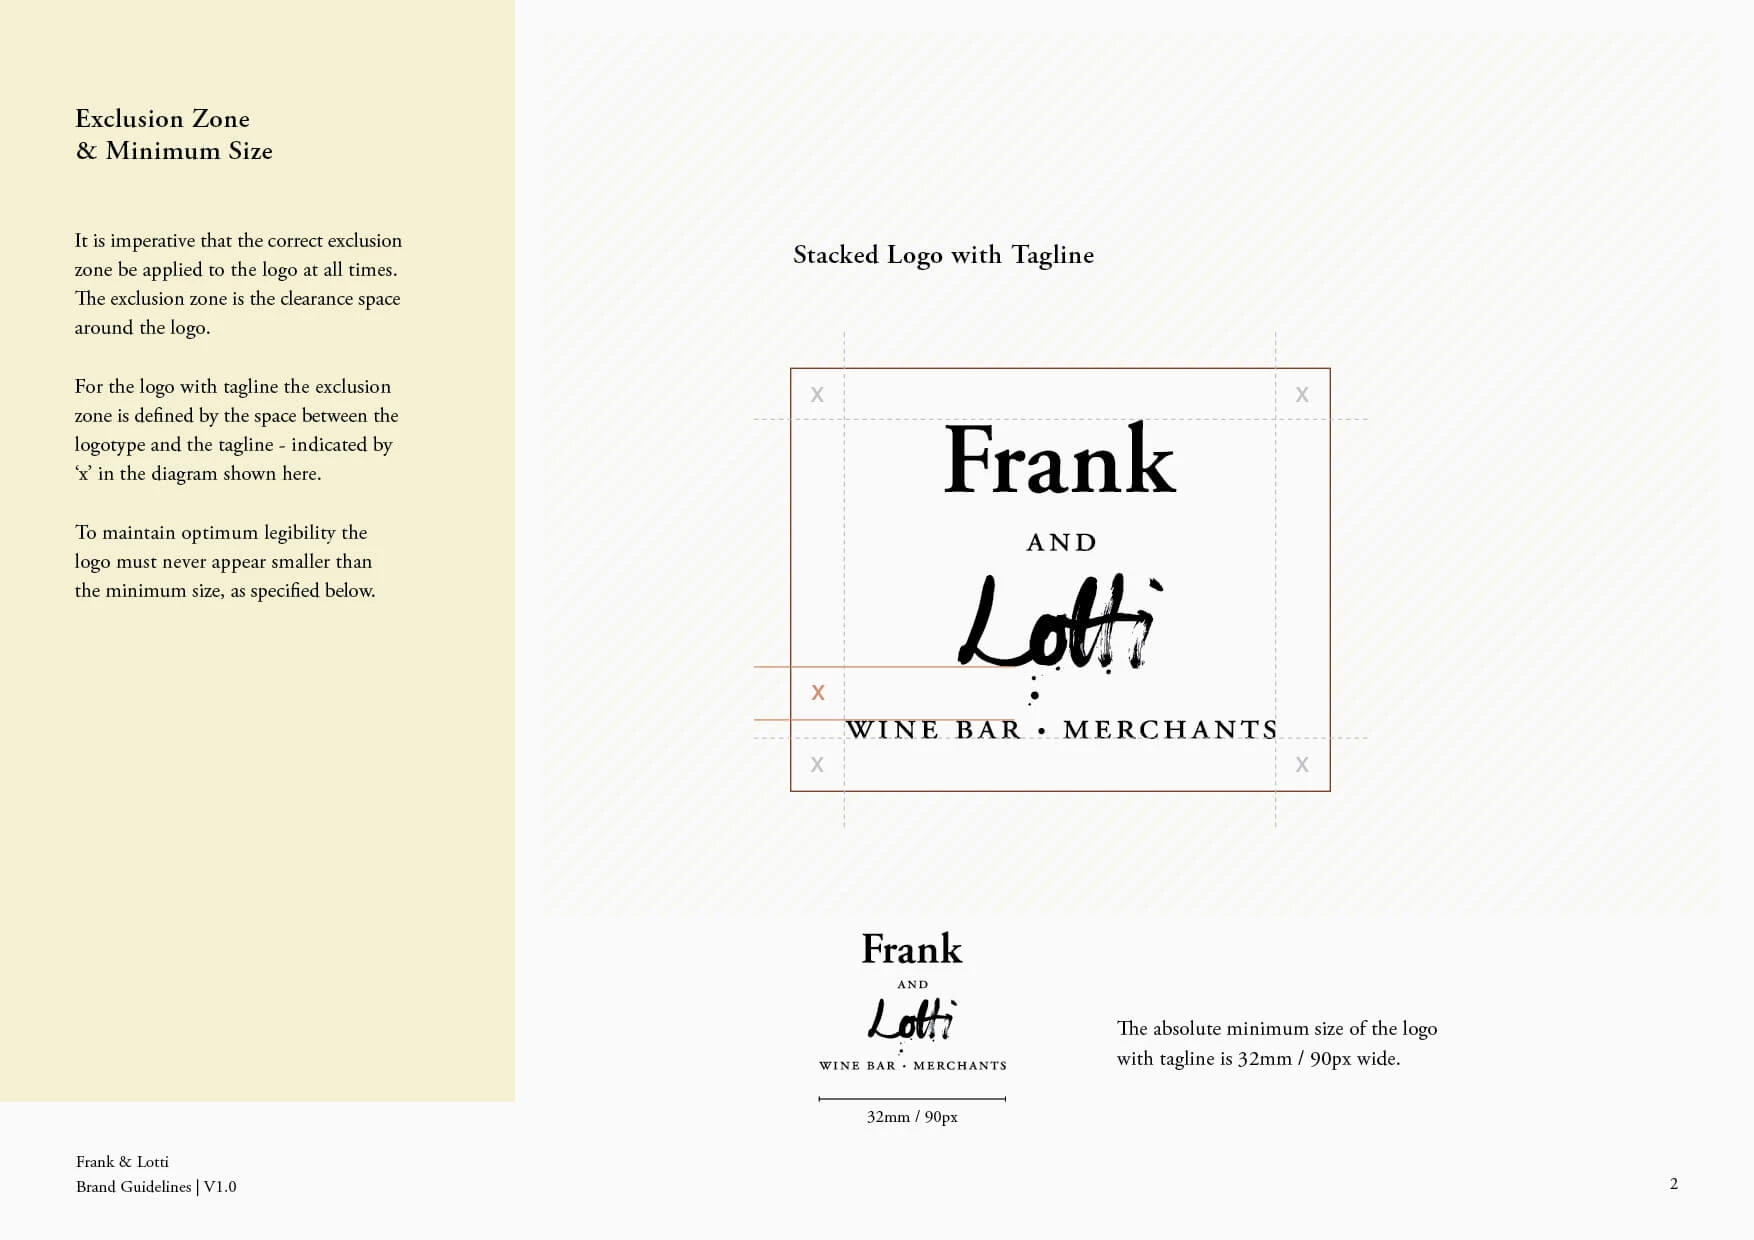 Exclusion Zone
& Minimum Size
It is imperative that the correct exclusion
zone be applied to the logo at all times.
The exclusion zone is the clearance space
around the logo.
For the logo with tagline the exclusion
zone is defined by the space between the
logotype and the tagline - indicated by
‘x’ in the diagram shown here.
To maintain optimum legibility the
logo must never appear smaller than
the minimum size, as specified below.
Stacked Logo with Tagline
X X
Frank
AND
Lotti
X
WINE BAR • MERCHANTS
X X
Frank
AND
Lotti
WINE BAR • MERCHANTS
32mm / 90px
The absolute minimum size of the logo
with tagline is 32mm / 90px wide.
Frank & Lotti
Brand Guidelines | V1.0
2